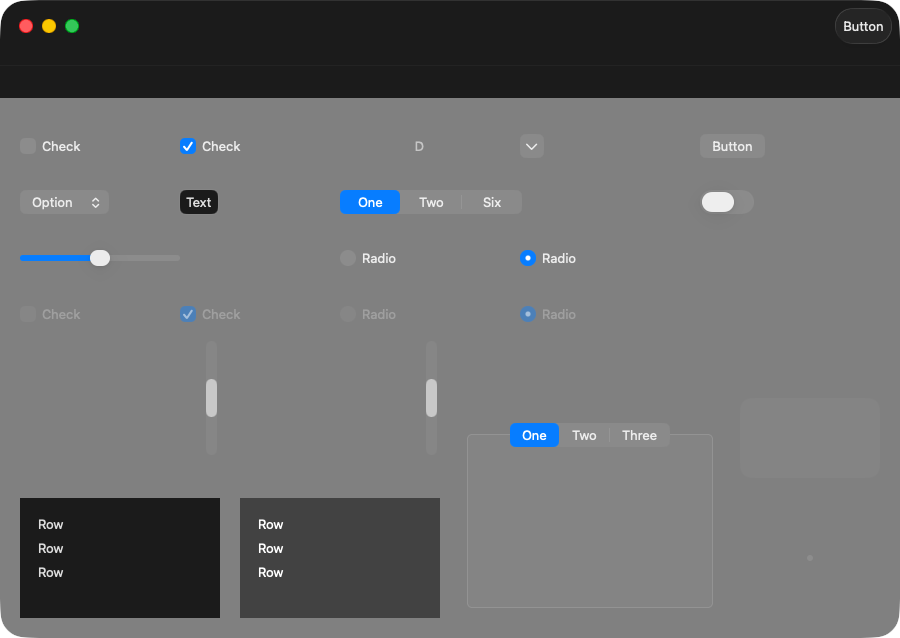 Button
Check
Check
D
Button
Option
Text
One
Two
Six
Radio
Radio
Check
Check
Radio
Radio
One
Two
Three
Row
Row
Row
Row
Row
Row